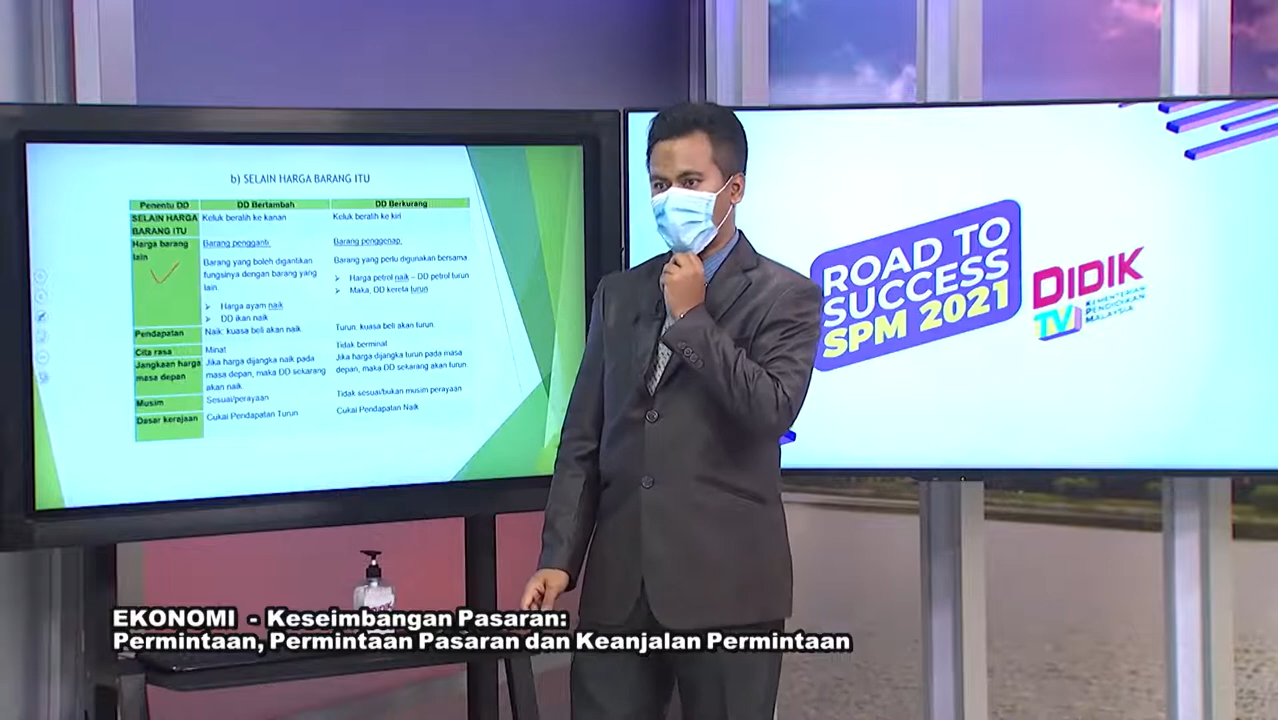 b) SELAIN HARGA BARANG ITU
Penentu DD
DD Bertambah
DD Berkurang
SELAIN HARGA
BARANG ITU
Keluk beralih ke kanan
Keluk beralih ke kiri
Harga barang
lain
Barang pengganti
Barang yang boleh digantikan
fungsinya dengan barang yang
lain.
Harga ayam naik
DD ikan naik
Barang penggenap
Barang yang perlu digunakan bersama
Harga petrol naik – DD petrol turun
Maka, DD kereta turun
Pendapatan
Naik: kuasa beli akan naik
Turun: kuasa beli akan turun
Cita rasa
Minat
Tidak berminat
Jangkaan harga
masa depan
Jika harga dijangka naik pada
masa depan, maka DD sekarang
akan naik
Jika harga dijangka turun pada masa
depan, maka DD sekarang akan turun.
Musim
Sesuai/perayaan
Tidak sesuai/bukan musim perayaan
Dasar kerajaan
Cukai Pendapatan Turun
Cukai Pendapatan Naik
ROAD TO
SUCCESS
SPM 2021
DIDIK
TV
KEMENTERIAN
PENDIDIKAN
MALAYSIA
EKONOMI - Keseimbangan Pasaran:
Permintaan, Permintaan Pasaran dan Keanjalan Permintaan